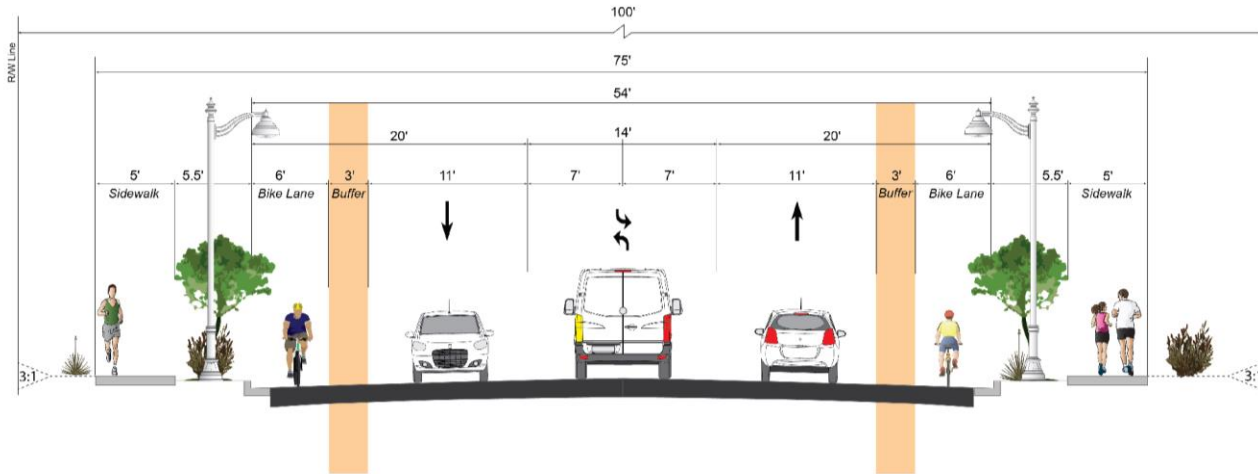 100'
R/W Line
75'
54'
20' 14' 20'
5' 5.5' 6' 3' 11' 7' 7' 11' 3' 6' 5.5' 5'
Sidewalk Bike Lane Buffer Buffer Bike Lane Sidewalk
3:1